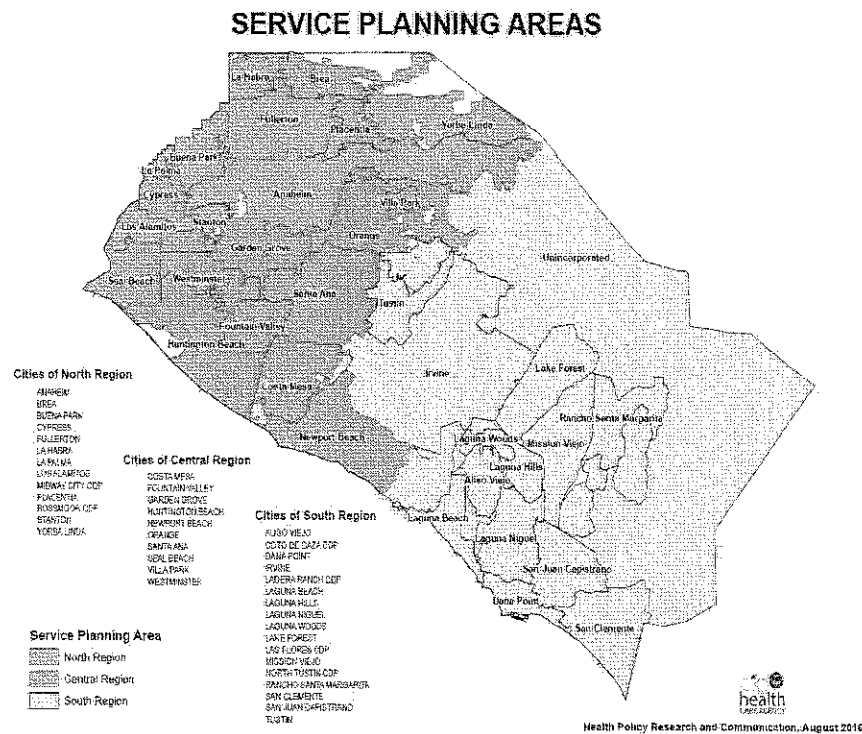 SERVICE PLANNING AREAS
La Habra
Brea
Fullerton
Placentia
Yorba Linda
Buena Park
La Palma
Anaheim
Cypress
Villa Park
Stanton
Los Alamitos
Orange
Garden Grove
Unincorporated
Seal Beach
Westminster
Santa Ana
Tustin
Fountain Valley
Huntington Beach
Irvine
Lake Forest
Costa Mesa
Rancho Santa Margarita
Newport Beach
Laguna Woods
Mission Viejo
Laguna Hills
Aliso Viejo
Laguna Beach
Laguna Niguel
San Juan Capistrano
Dana Point
San Clemente
Cities of North Region
ANAHEIM
BREA
BUENA PARK
CYPRESS
FULLERTON
LA HABRA
LA PALMA
LOS ALAMITOS
MIDWAY CITY CDP
PLACENTIA
ROSSMOOR CDP
STANTON
YORBA LINDA
Cities of Central Region
COSTA MESA
FOUNTAIN VALLEY
GARDEN GROVE
HUNTINGTON BEACH
NEWPORT BEACH
ORANGE
SANTA ANA
SEAL BEACH
VILLA PARK
WESTMINSTER
Cities of South Region
ALISO VIEJO
COTO DE CAZA CDP
DANA POINT
IRVINE
LADERA RANCH CDP
LAGUNA BEACH
LAGUNA HILLS
LAGUNA NIGUEL
LAGUNA WOODS
LAKE FOREST
LAS FLORES CDP
MISSION VIEJO
NORTH TUSTIN CDP
RANCHO SANTA MARGARITA
SAN CLEMENTE
SAN JUAN CAPISTRANO
TUSTIN
Service Planning Area
North Region
Central Region
South Region
health
CARE AGENCY
Health Policy Research and Communication, August 2016